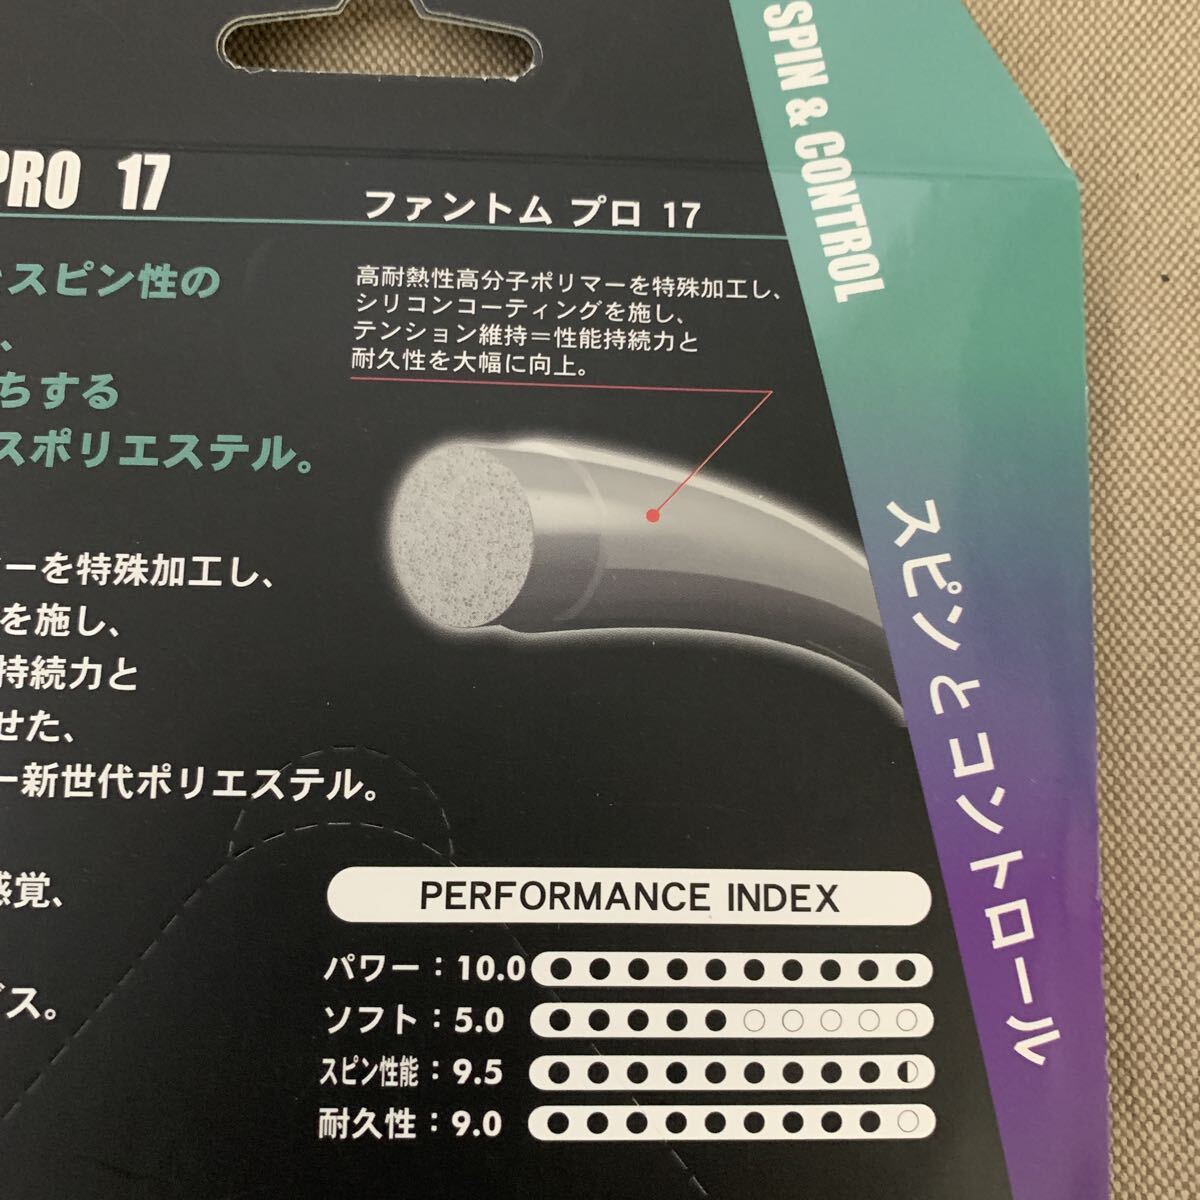 PRO 17
スピン性の
、
ちする
スポリエステル。
ーを特殊加工し、
を施し、
持続力と
せた、
ー新世代ポリエステル。
感覚、
ス。
ファントム プロ 17
高耐熱性高分子ポリマーを特殊加工し、
シリコンコーティングを施し、
テンション維持＝性能持続力と
耐久性を大幅に向上。
PERFORMANCE INDEX
パワー：10.0
ソフト：5.0
スピン性能：9.5
耐久性：9.0
SPIN & CONTROL
スピンとコントロール